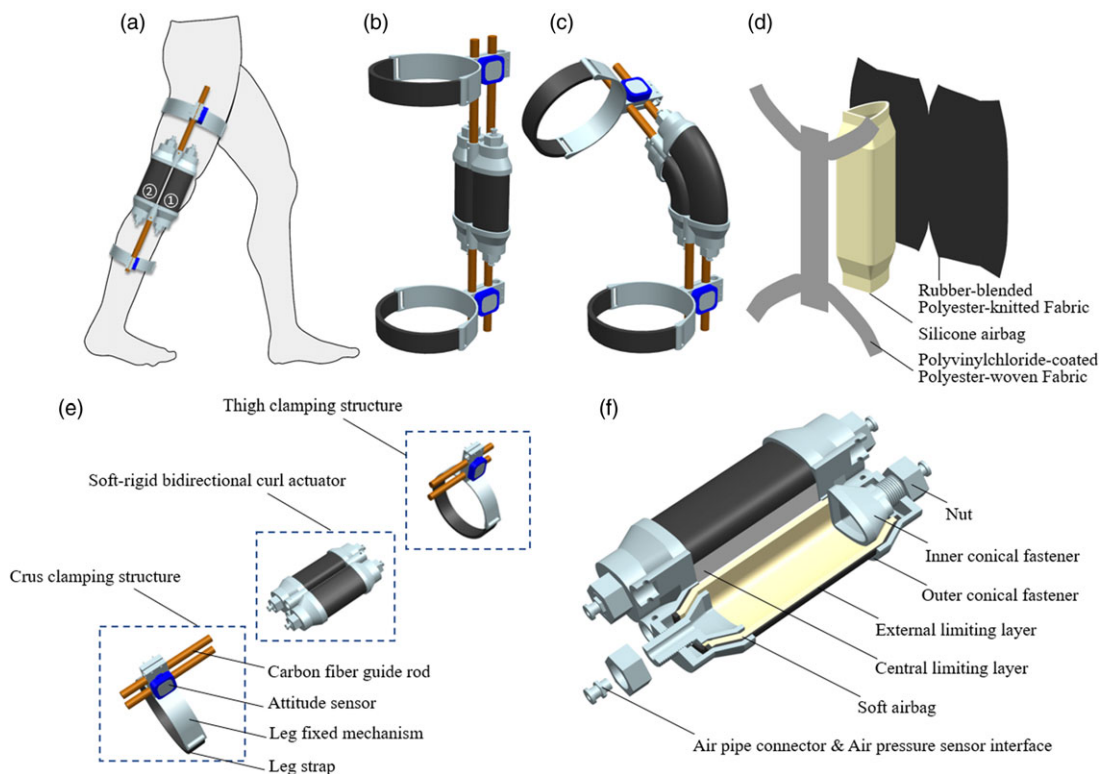 (a)
(b)
(c)
(d)
②
①
Rubber-blended
Polyester-knitted Fabric
Silicone airbag
Polyvinylchloride-coated
Polyester-woven Fabric
(e)
Thigh clamping structure
Soft-rigid bidirectional curl actuator
Crus clamping structure
Carbon fiber guide rod
Attitude sensor
Leg fixed mechanism
Leg strap
(f)
Nut
Inner conical fastener
Outer conical fastener
External limiting layer
Central limiting layer
Soft airbag
Air pipe connector & Air pressure sensor interface